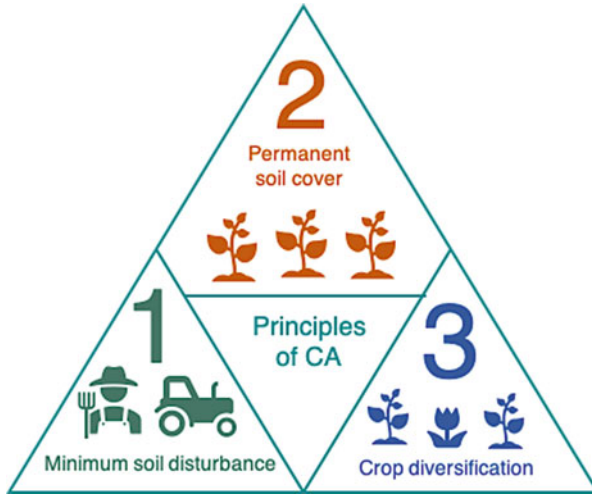 2
Permanent
soil cover
1
Minimum soil disturbance
Principles
of CA
3
Crop diversification